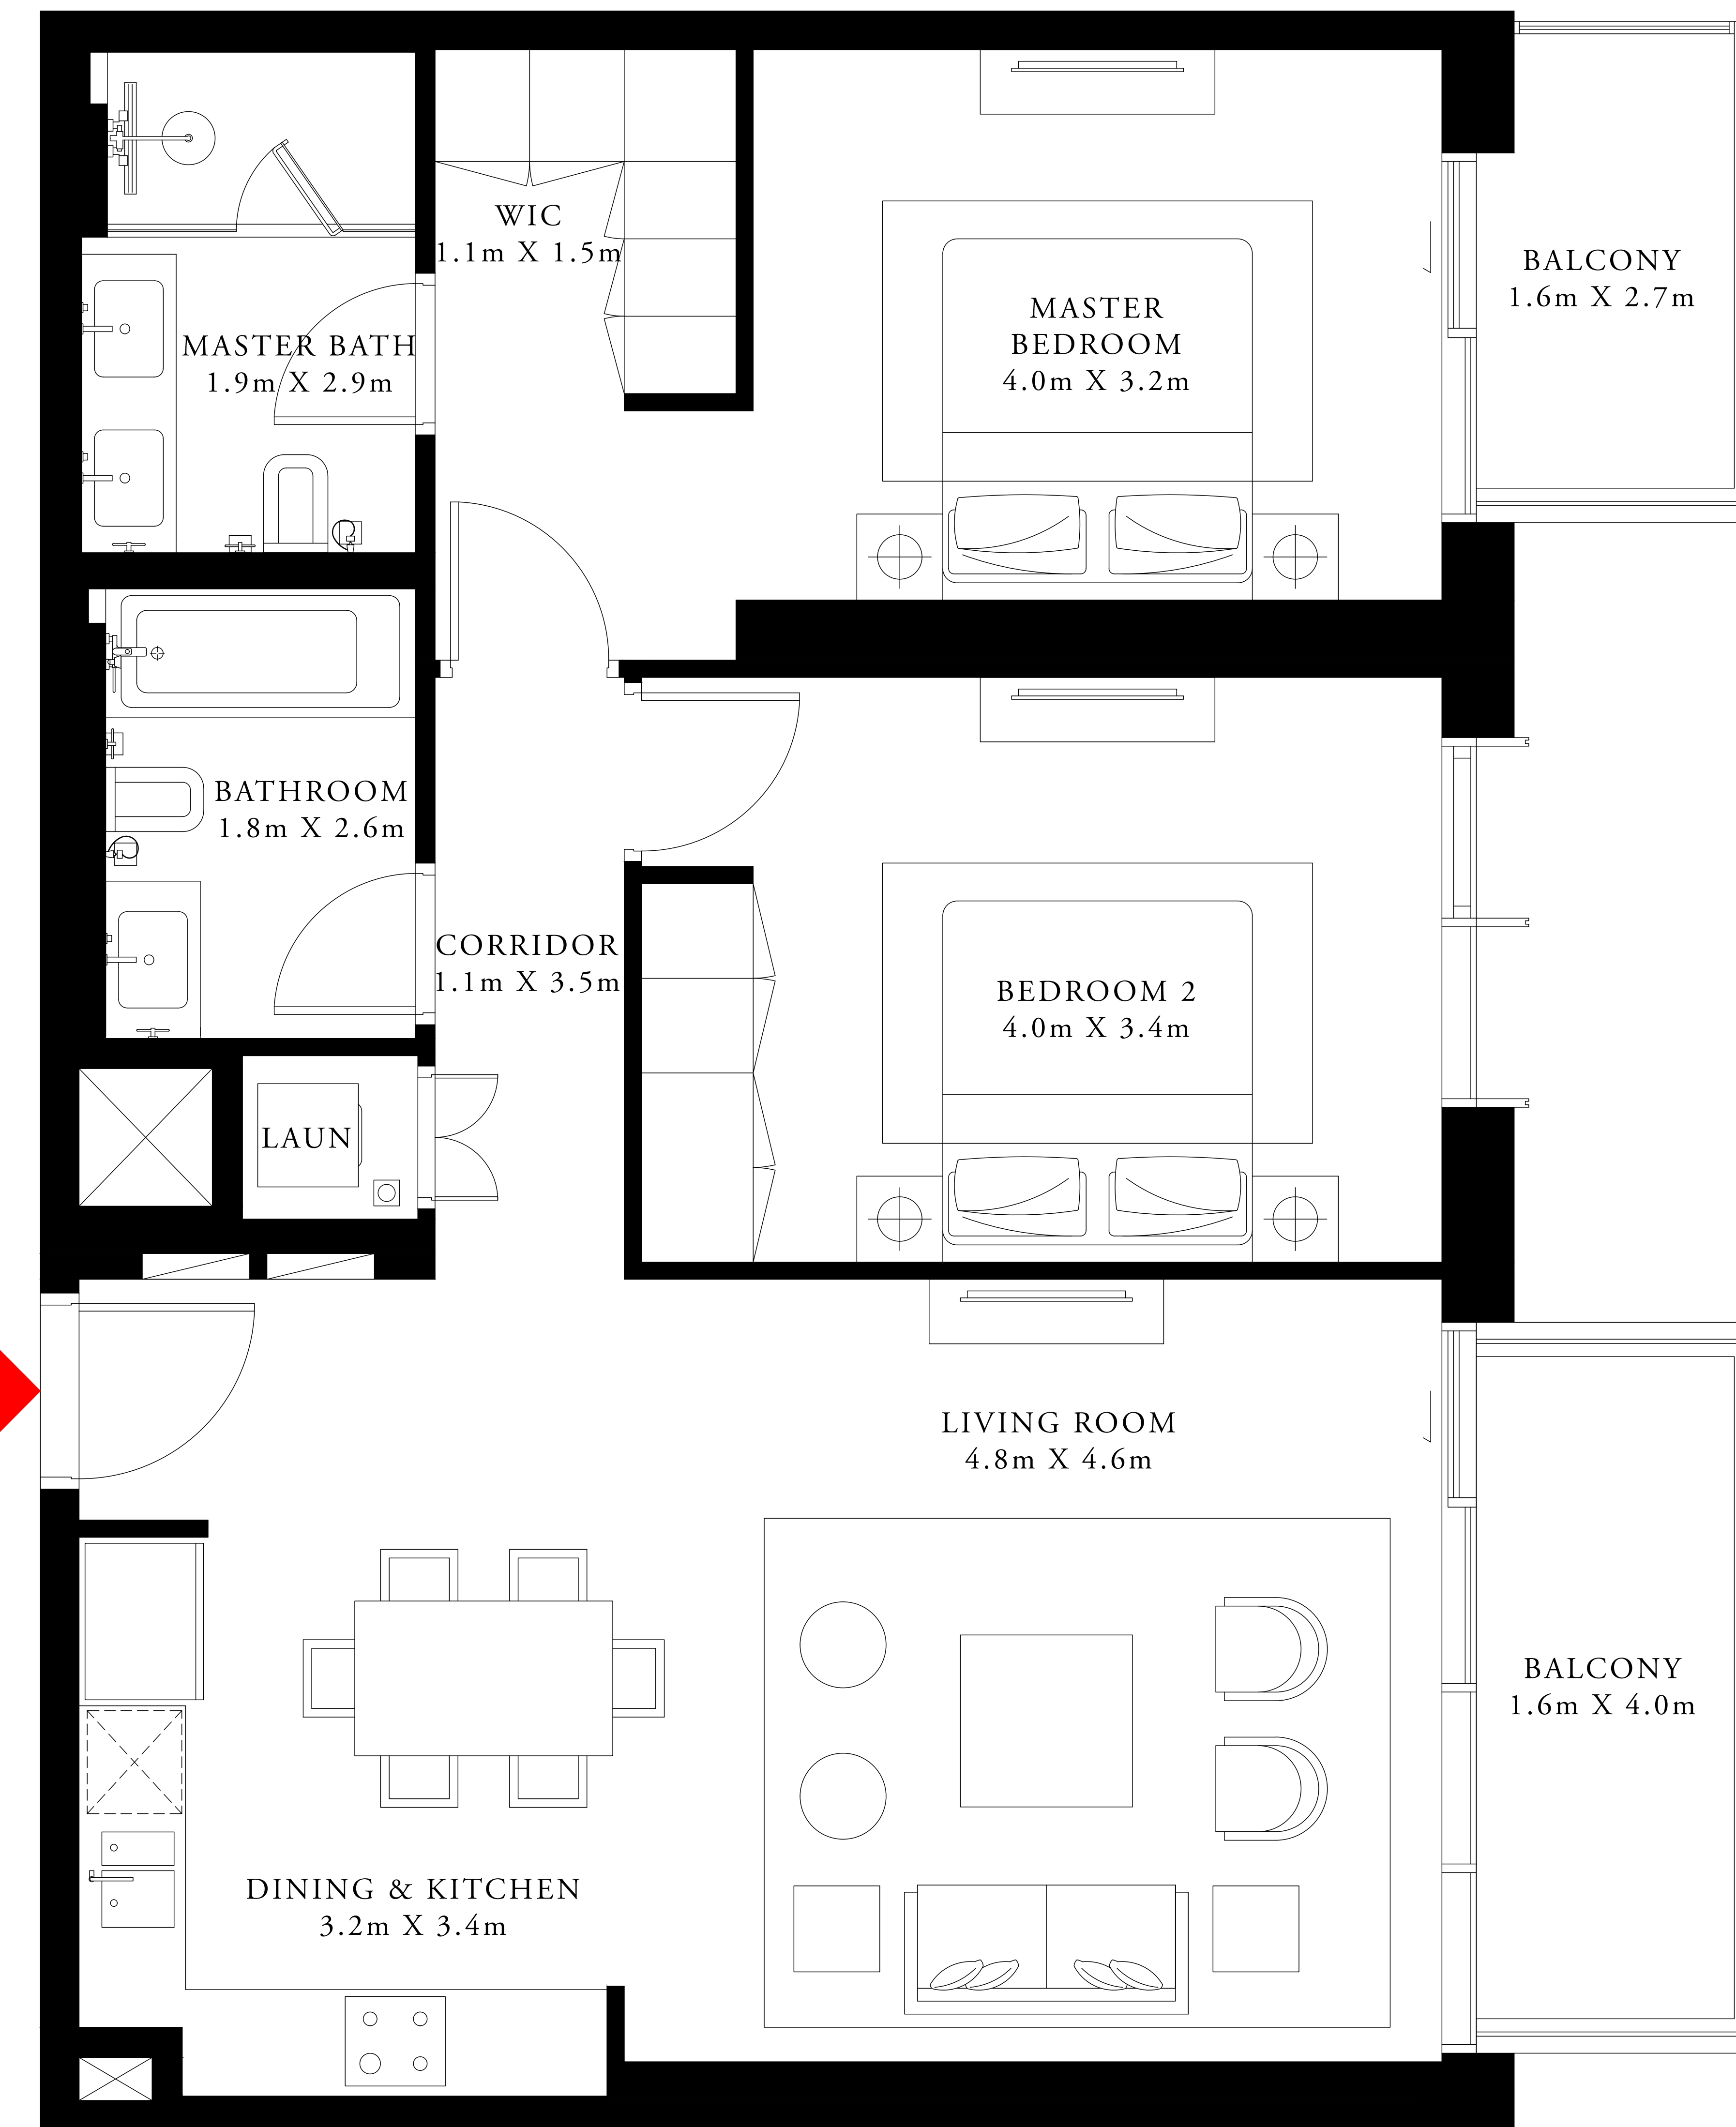 WIC
1.1m X 1.5m
BALCONY
1.6m X 2.7m
MASTER
BEDROOM
4.0m X 3.2m
MASTER BATH
1.9m X 2.9m
BATHROOM
1.8m X 2.6m
CORRIDOR
1.1m X 3.5m
BEDROOM 2
4.0m X 3.4m
LAUN
LIVING ROOM
4.8m X 4.6m
BALCONY
1.6m X 4.0m
DINING & KITCHEN
3.2m X 3.4m